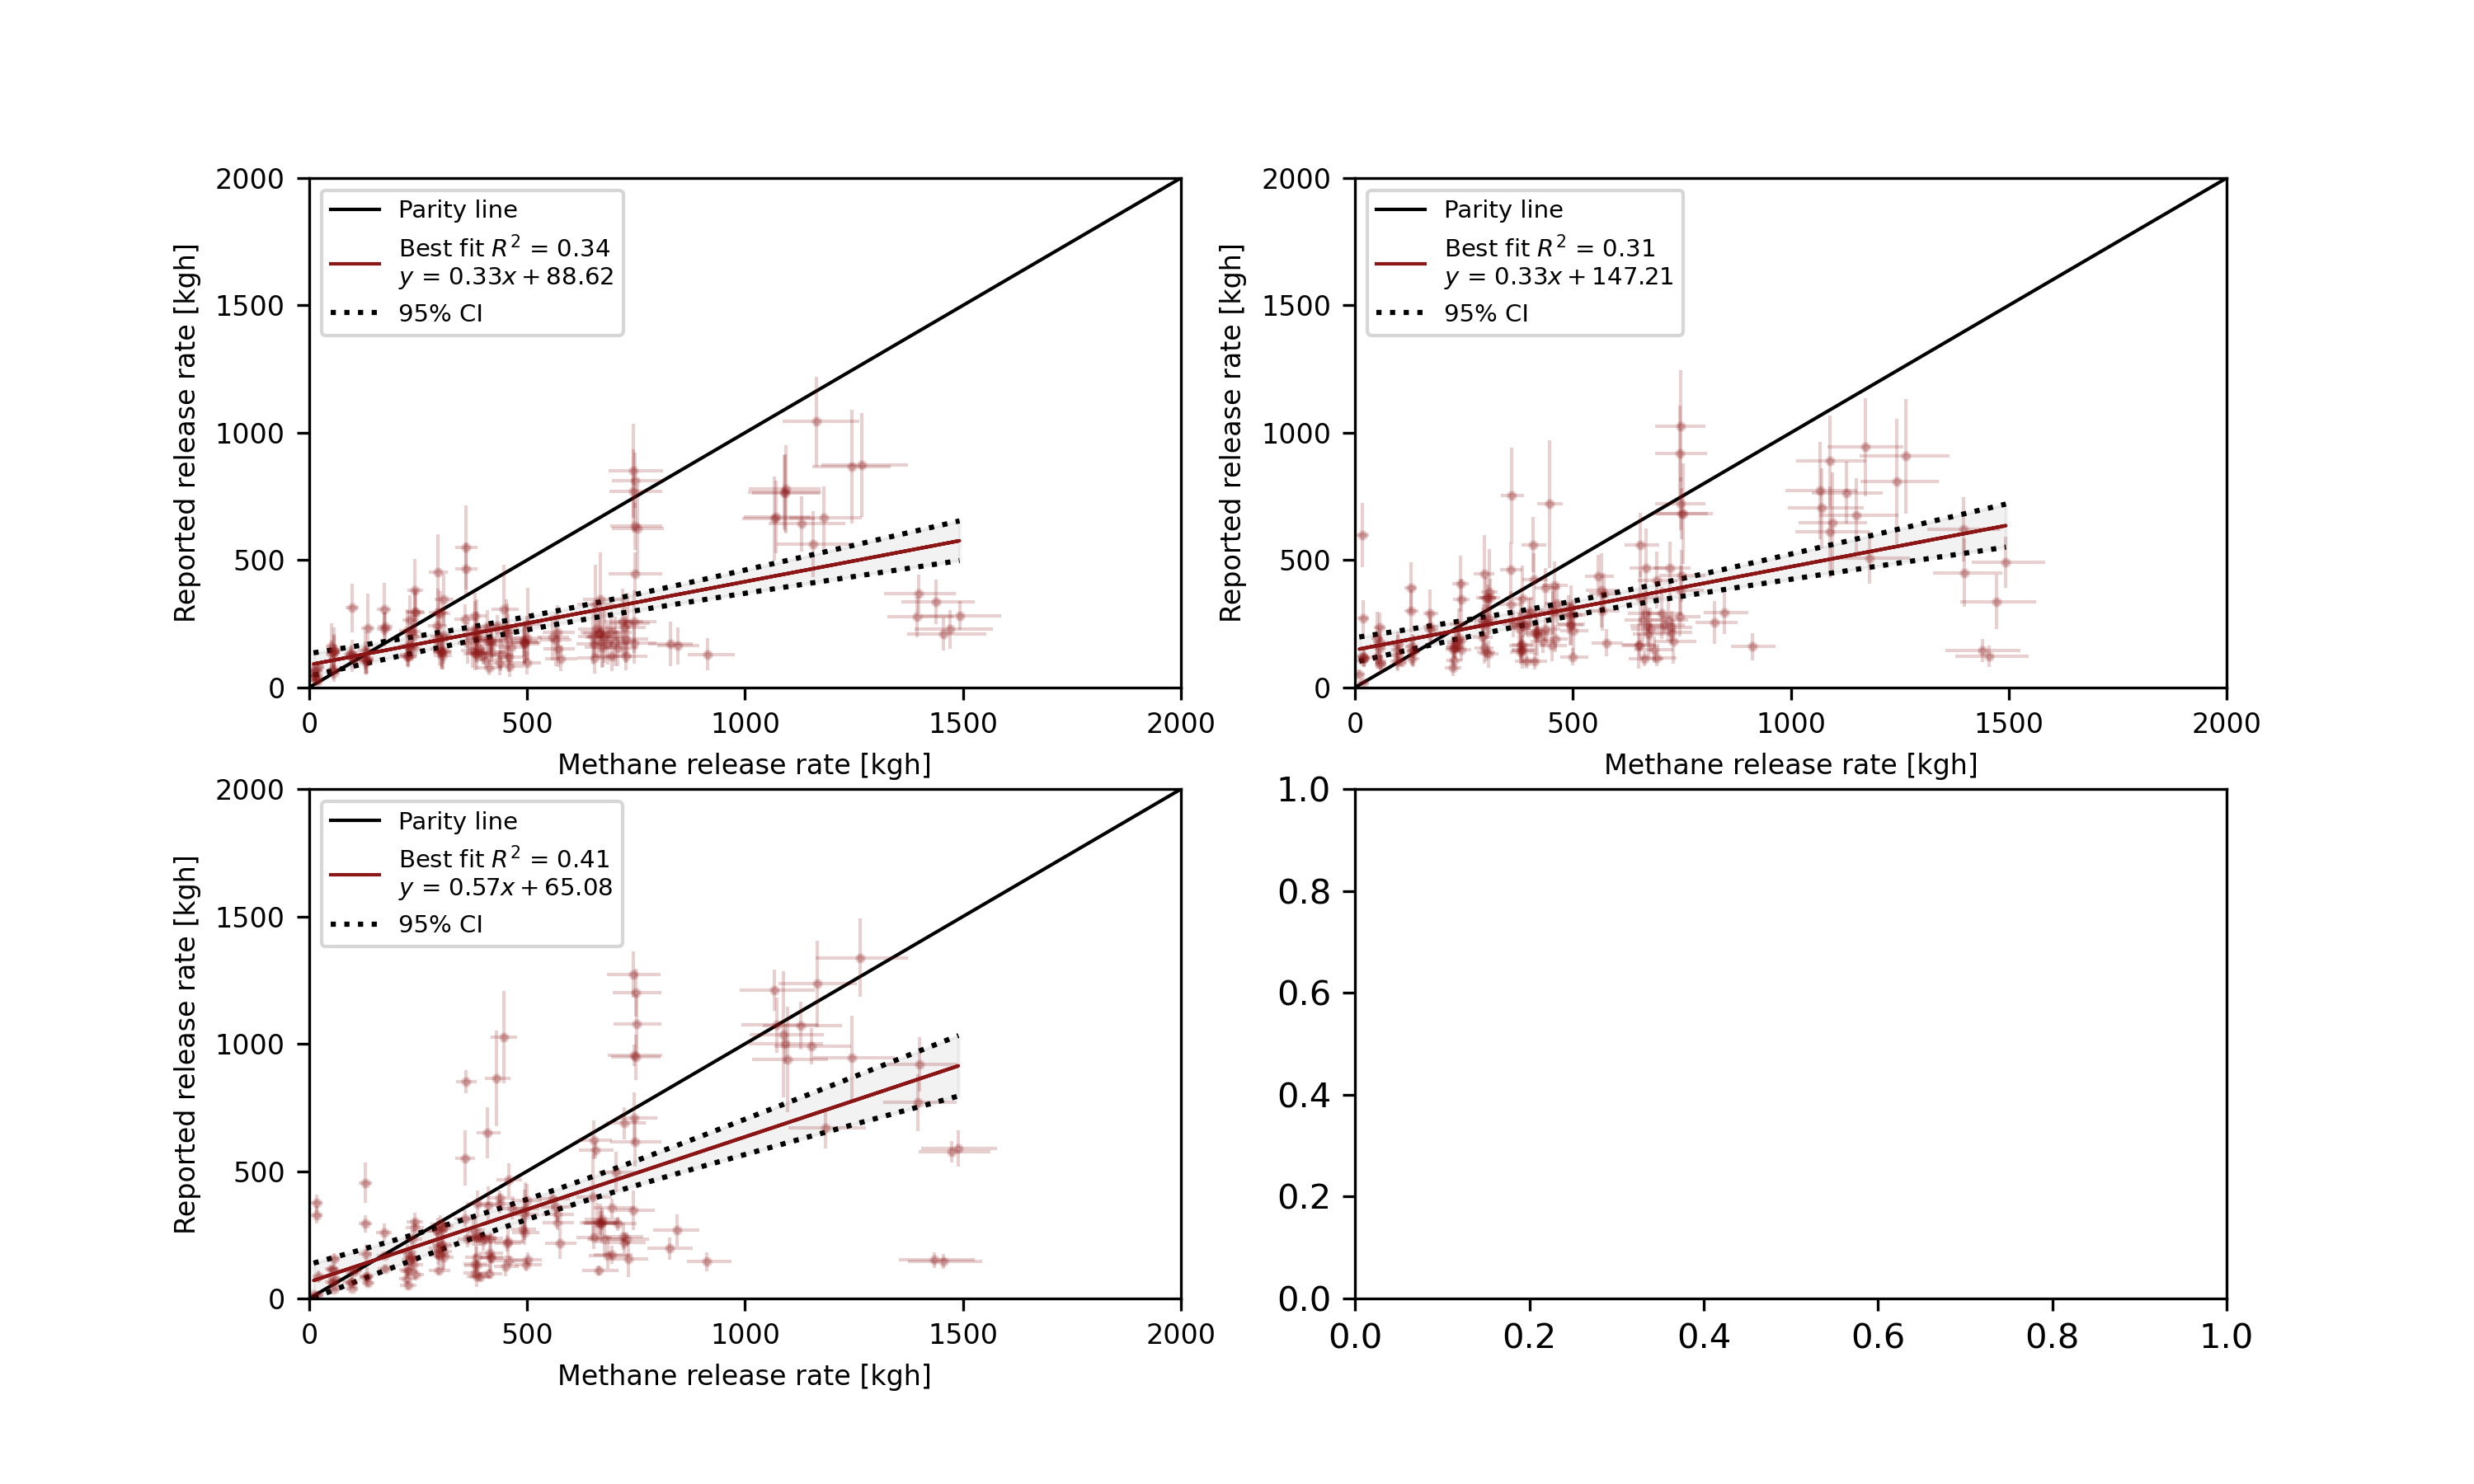 2000
1500
1000
500
0
Reported release rate [kgh]
Parity line
Best fit R² = 0.34
y = 0.33x + 88.62
95% CI
0 500 1000 1500 2000
Methane release rate [kgh]
2000
1500
1000
500
0
Reported release rate [kgh]
Parity line
Best fit R² = 0.31
y = 0.33x + 147.21
95% CI
0 500 1000 1500 2000
Methane release rate [kgh]
2000
1500
1000
500
0
Reported release rate [kgh]
Parity line
Best fit R² = 0.41
y = 0.57x + 65.08
95% CI
0 500 1000 1500 2000
Methane release rate [kgh]
1.0
0.8
0.6
0.4
0.2
0.0
0.0 0.2 0.4 0.6 0.8 1.0